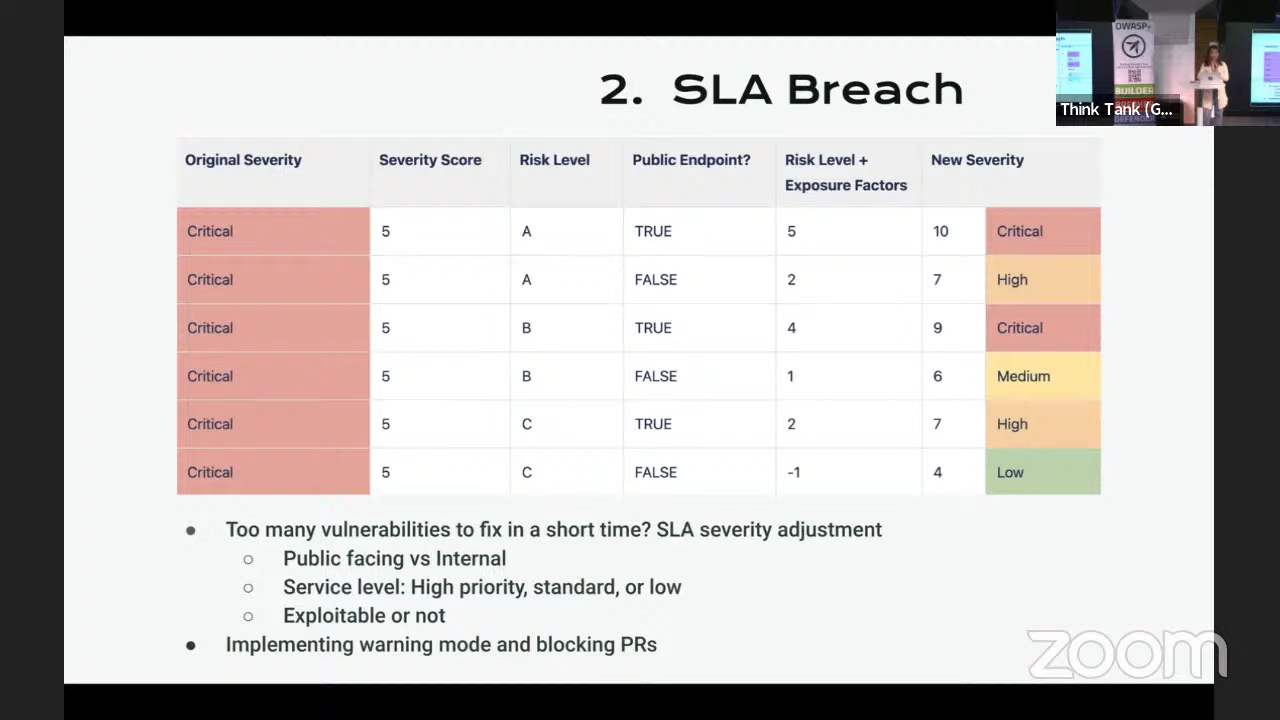 2. SLA Breach
OWASP
BUILDER
DEFENDER
Think Tank (G...
Original Severity Severity Score Risk Level Public Endpoint? Risk Level + New Severity
Exposure Factors
Critical 5 A TRUE 5 10 Critical
Critical 5 A FALSE 2 7 High
Critical 5 B TRUE 4 9 Critical
Critical 5 B FALSE 1 6 Medium
Critical 5 C TRUE 2 7 High
Critical 5 C FALSE -1 4 Low
● Too many vulnerabilities to fix in a short time? SLA severity adjustment
○ Public facing vs Internal
○ Service level: High priority, standard, or low
○ Exploitable or not
● Implementing warning mode and blocking PRs
zoom